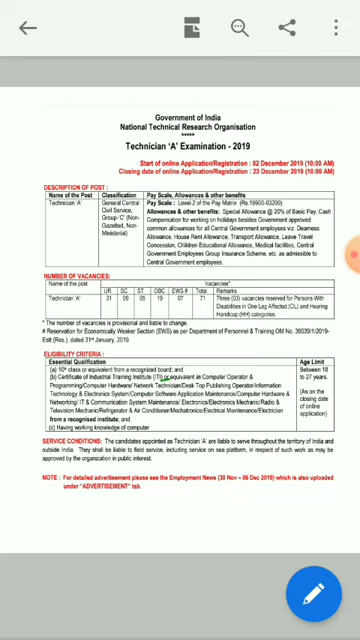 Government of India
National Technical Research Organisation
*****
Technician 'A' Examination - 2019
Start of online Application/Registration : 02 December 2019 (10:00 AM)
Closing date of online Application/Registration : 23 December 2019 (10:00 AM)
DESCRIPTION OF POST:
Name of the Post Classification Pay Scale, Allowances & other benefits
Technician 'A' General Central Civil Service, Group 'C' (Non-Gazetted, Non-Ministerial)
Pay Scale: Level-2 of the Pay Matrix (Rs.19900-63200)
Allowances & other benefits: Special Allowance @ 20% of Basic Pay, Cash
compensation for working on holidays besides Government approved
common allowances for all Central Government employees viz. Dearness
Allowance, House Rent Allowance, Transport Allowance, Leave Travel
Concession, Children Educational Allowance, Medical facilities, Central
Government Employees Group Insurance Scheme, etc. as admissible to
Central Government employees.
NUMBER OF VACANCIES:
Name of the post Vacancies*
UR SC ST OBC EWS # Total Remarks
Technician 'A' 31 09 05 19 07 71 Three (03) vacancies reserved for Persons with
Disabilities in One Leg Affected (OL) and Hearing
Handicap (HH) categories.
* The number of vacancies is provisional and liable to change.
# Reservation for Economically Weaker Section (EWS) as per Department of Personnel & Training OM No. 36039/1/2019-
Estt (Res.) dated 31st January, 2019.
ELIGIBILITY CRITERIA:
Essential Qualification Age Limit
(a) 10th class or equivalent from a recognized board; and
(b) Certificate of Industrial Training Institute (ITI) or equivalent in Computer Operator &
Programming/Computer Hardware/ Network Technician/Desk Top Publishing Operator/Information
Technology & Electronics System/Computer Software Application Maintenance/Computer Hardware &
Networking/ IT & Communication System Maintenance/ Electronics/Electronics Mechanic/Radio &
Television Mechanic/Refrigerator & Air Conditioner/Mechatronics/Electrical Maintenance/Electrician
from a recognised institute; and
(c) Having working knowledge of computer
Between 18
to 27 years.
(As on the
closing date
of online
application)
SERVICE CONDITIONS: The candidates appointed as Technician 'A' are liable to serve throughout the territory of India and
outside India. They shall be liable to field service, including service on sea platform, in respect of such work as may be
approved by the organisation in public interest.
NOTE : For detailed advertisement please see the Employment News (30 Nov – 06 Dec 2019) which is also uploaded
under "ADVERTISEMENT" tab.